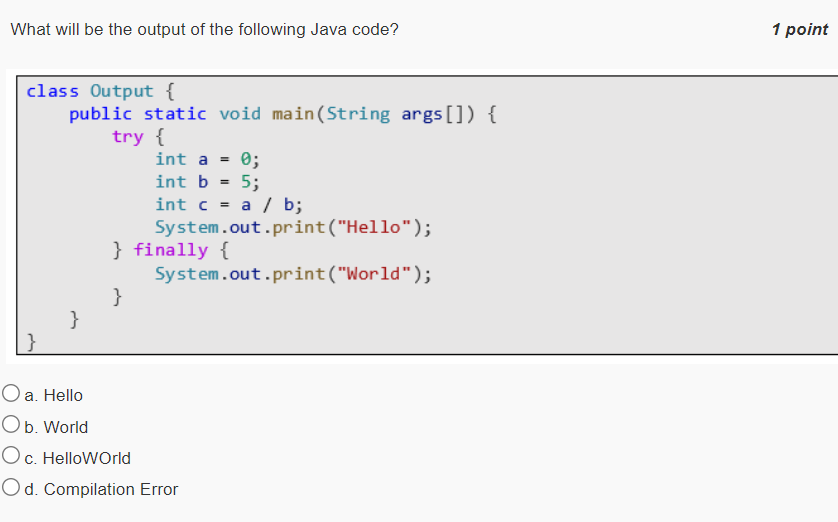 What will be the output of the following Java code?
1 point
class Output {
    public static void main(String args[]) {
        try {
            int a = 0;
            int b = 5;
            int c = a / b;
            System.out.print("Hello");
        } finally {
            System.out.print("World");
        }
    }
}
a. Hello
b. World
c. HelloWOrld
d. Compilation Error